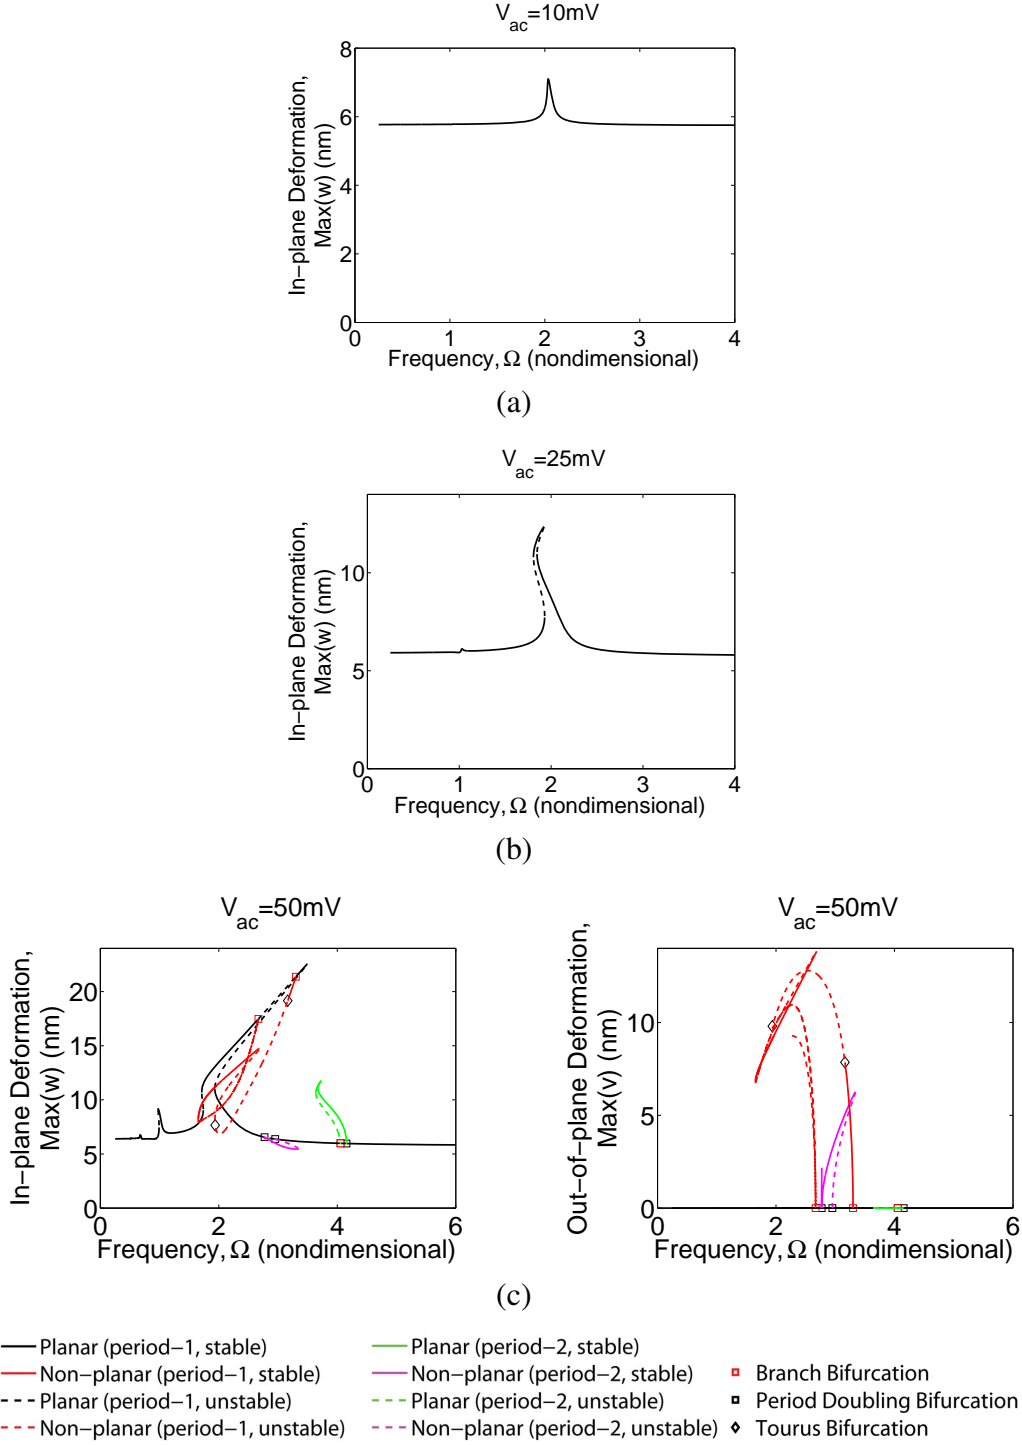 V_ac=10mV
In-plane Deformation,
Max(w) (nm)
8
6
4
2
0
0 1 2 3 4
Frequency, Ω (nondimensional)
(a)
V_ac=25mV
In-plane Deformation,
Max(w) (nm)
10
5
0
0 1 2 3 4
Frequency, Ω (nondimensional)
(b)
V_ac=50mV
In-plane Deformation,
Max(w) (nm)
20
15
10
5
0
0 2 4 6
Frequency, Ω (nondimensional)
V_ac=50mV
Out-of-plane Deformation,
Max(v) (nm)
10
5
0
0 2 4 6
Frequency, Ω (nondimensional)
(c)
Planar (period-1, stable)
Non-planar (period-1, stable)
Planar (period-1, unstable)
Non-planar (period-1, unstable)
Planar (period-2, stable)
Non-planar (period-2, stable)
Planar (period-2, unstable)
Non-planar (period-2, unstable)
Branch Bifurcation
Period Doubling Bifurcation
Tourus Bifurcation